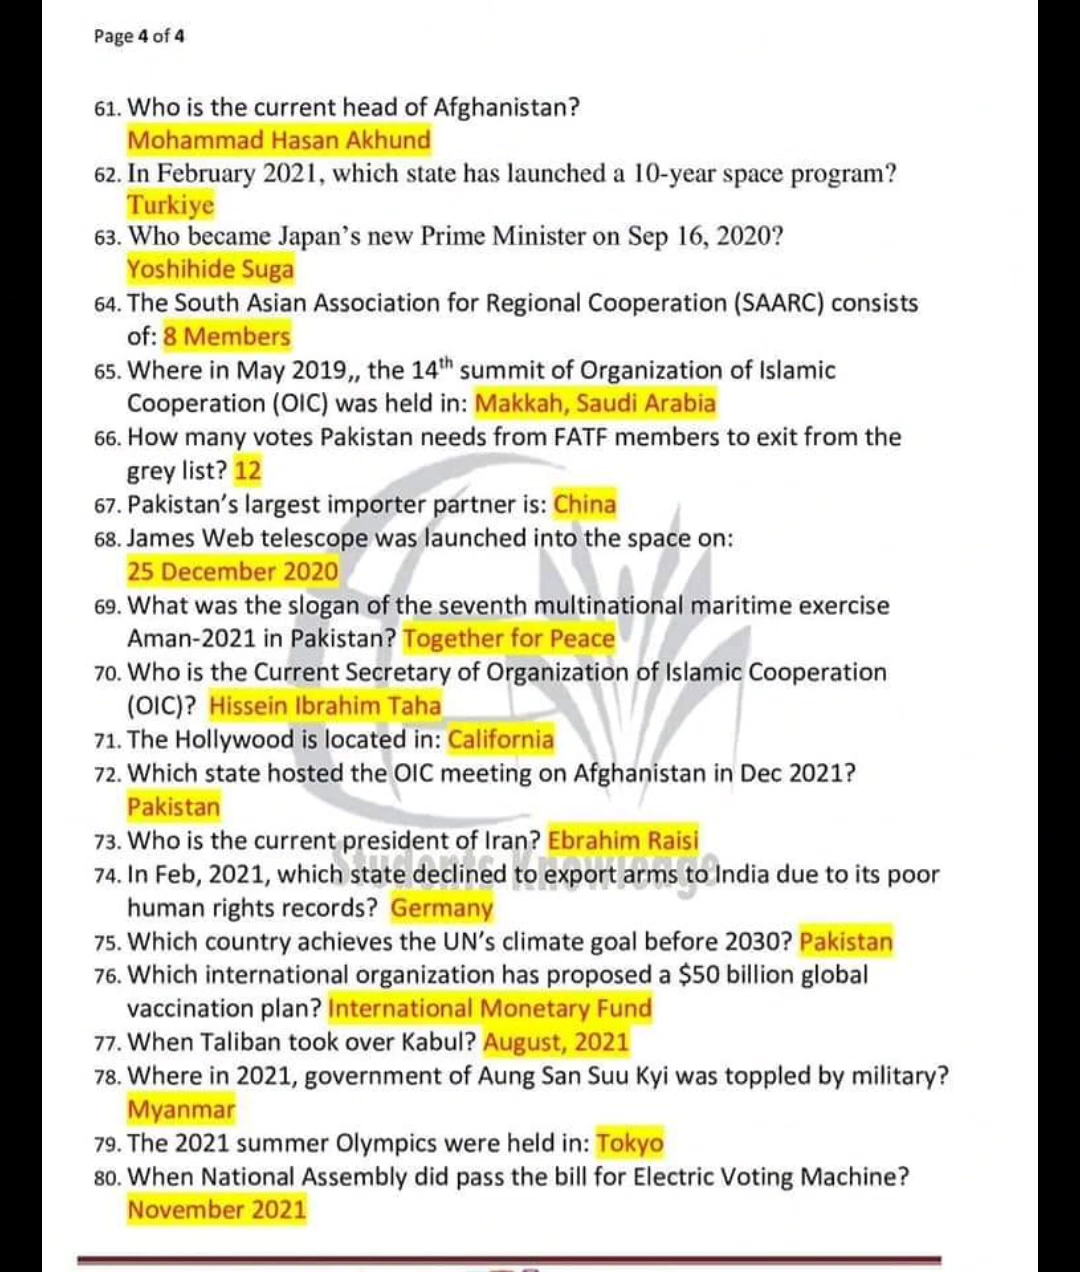 Page 4 of 4
61. Who is the current head of Afghanistan?
Mohammad Hasan Akhund
62. In February 2021, which state has launched a 10-year space program?
Turkiye
63. Who became Japan's new Prime Minister on Sep 16, 2020?
Yoshihide Suga
64. The South Asian Association for Regional Cooperation (SAARC) consists
of: 8 Members
65. Where in May 2019,, the 14th summit of Organization of Islamic
Cooperation (OIC) was held in: Makkah, Saudi Arabia
66. How many votes Pakistan needs from FATF members to exit from the
grey list? 12
67. Pakistan's largest importer partner is: China
68. James Web telescope was launched into the space on:
25 December 2020
69. What was the slogan of the seventh multinational maritime exercise
Aman-2021 in Pakistan? Together for Peace
70. Who is the Current Secretary of Organization of Islamic Cooperation
(OIC)? Hissein Ibrahim Taha
71. The Hollywood is located in: California
72. Which state hosted the OIC meeting on Afghanistan in Dec 2021?
Pakistan
73. Who is the current president of Iran? Ebrahim Raisi
Students Knowlenge
74. In Feb, 2021, which state declined to export arms to India due to its poor
human rights records? Germany
75. Which country achieves the UN's climate goal before 2030? Pakistan
76. Which international organization has proposed a $50 billion global
vaccination plan? International Monetary Fund
77. When Taliban took over Kabul? August, 2021
78. Where in 2021, government of Aung San Suu Kyi was toppled by military?
Myanmar
79. The 2021 summer Olympics were held in: Tokyo
80. When National Assembly did pass the bill for Electric Voting Machine?
November 2021